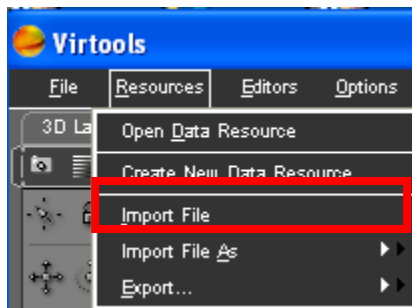 Virtools
File Resources Editors Options
3D La
Open Data Resource
Create New Data Resource
Import File
Import File As
Export...